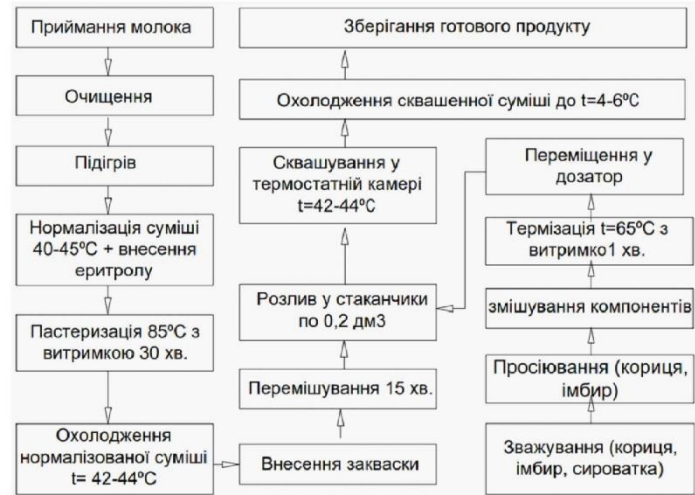 Приймання молока
Очищення
Підігрів
Нормалізація суміші
40-45ºС + внесення
еритролу
Пастеризація 85ºС з
витримкою 30 хв.
Охолодження
нормалізованої суміші
t= 42-44ºС
Внесення закваски
Перемішування 15 хв.
Розлив у стаканчики
по 0,2 дм3
Сквашування у
термостатній камері
t=42-44ºС
Охолодження сквашенної суміші до t=4-6ºС
Зберігання готового продукту
Переміщення у
дозатор
Термізація t=65ºС з
витримко1 хв.
змішування компонентів
Просіювання (кориця,
імбир)
Зважування (кориця,
імбир, сироватка)